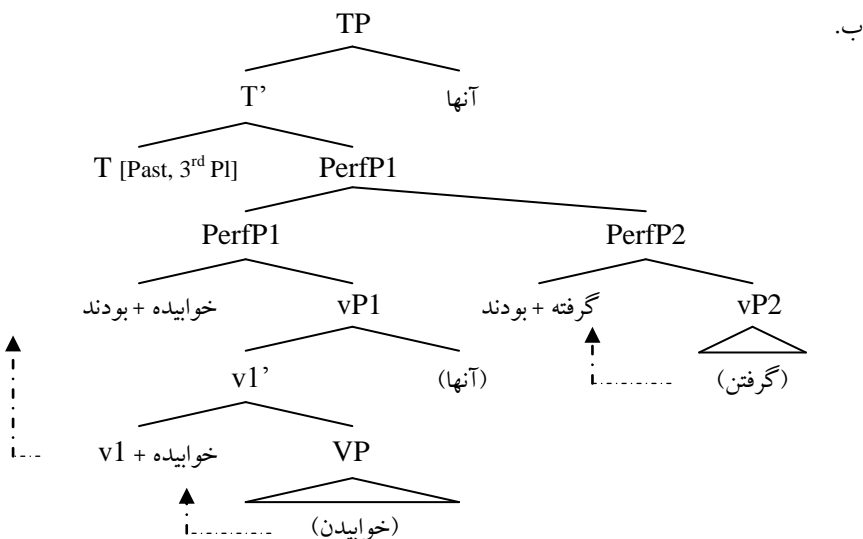 ب.
TP
T’ آنها
T [Past, 3rd Pl] PerfP1
PerfP1 PerfP2
خوابیده + بودند vP1 گرفته + بودند vP2
v1’ (آنها) (گرفتن)
v1 + خوابیده VP
(خوابیدن)